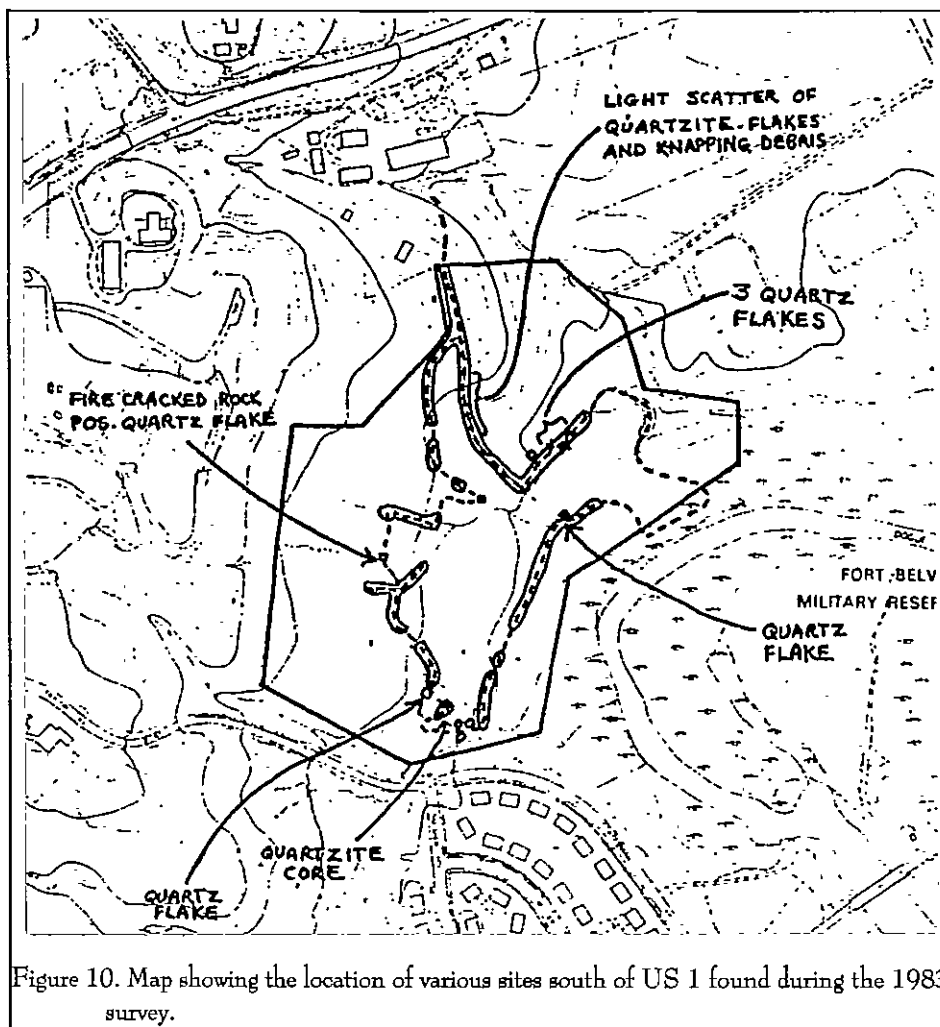 LIGHT SCATTER OF
QUARTZITE FLAKES
AND KNAPPING DEBRIS
3 QUARTZ
FLAKES
FIRE CRACKED ROCK
POS. QUARTZ FLAKE
FORT BELV
MILITARY RESER
QUARTZ
FLAKE
QUARTZITE
CORE
QUARTZ
FLAKE
Figure 10. Map showing the location of various sites south of US 1 found during the 1983
survey.